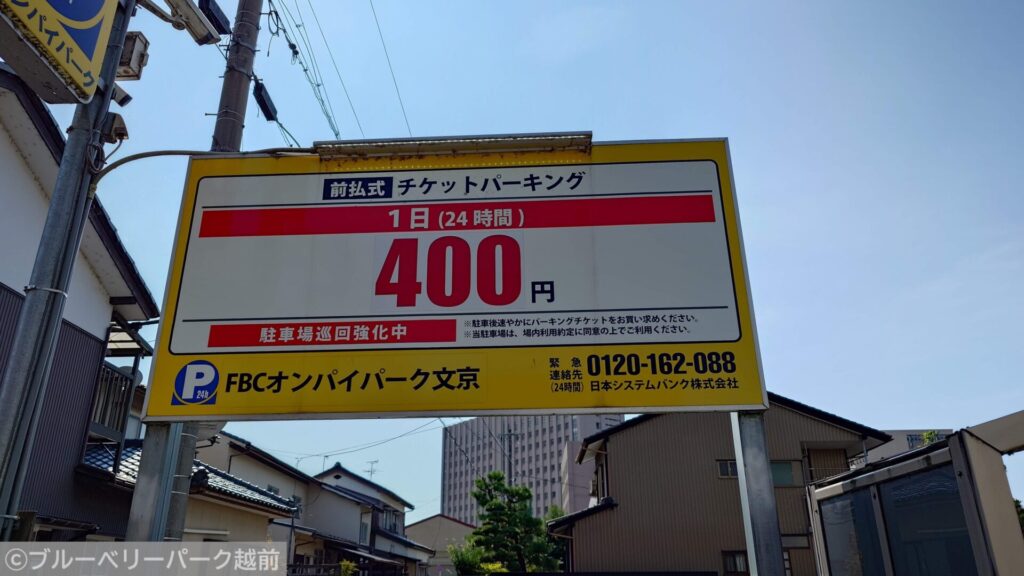 ンパイパーク
前払式 チケットパーキング
1日(24時間)
400円
駐車場巡回強化中
※駐車後速やかにパーキングチケットをお買い求めください。
※当駐車場は、場内利用約定に同意の上でご利用ください。
P 24h FBCオンパイパーク文京
緊急連絡先(24時間) 0120-162-088
日本システムバンク株式会社
©ブルーベリーパーク越前